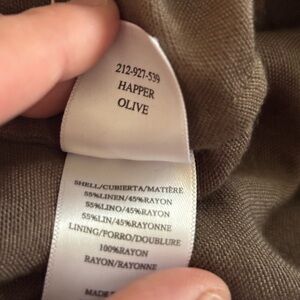 212-927-539
HAPPER
OLIVE
SHELL/CUBIERTA/MATIÈRE
55%LINEN/45%RAYON
55%LINO/45%RAYON
55%LIN/45%RAYONNE
LINING/FORRO/DOUBLURE
100%RAYON
RAYON/RAYONNE
MADE